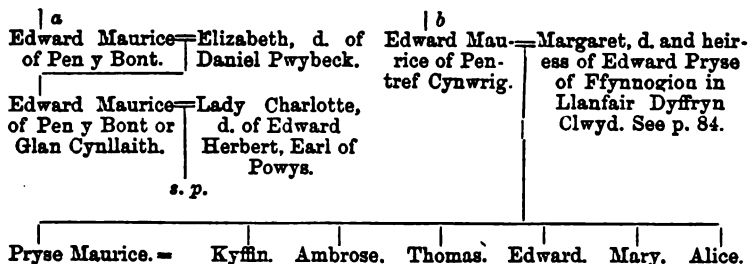 a
Edward Maurice=Elizabeth, d. of
of Pen y Bont. Daniel Pwybeck.
Edward Maurice=Lady Charlotte,
of Pen y Bont or d. of Edward
Glan Cynllaith. Herbert, Earl of
Powys.
s. p.
b
Edward Mau-=Margaret, d. and heir-
rice of Pen- ess of Edward Pryse
tref Cynwrig. of Ffynnogion in
Llanfair Dyffryn
Clwyd. See p. 84.
Pryse Maurice.= Kyffin. Ambrose. Thomas. Edward. Mary. Alice.